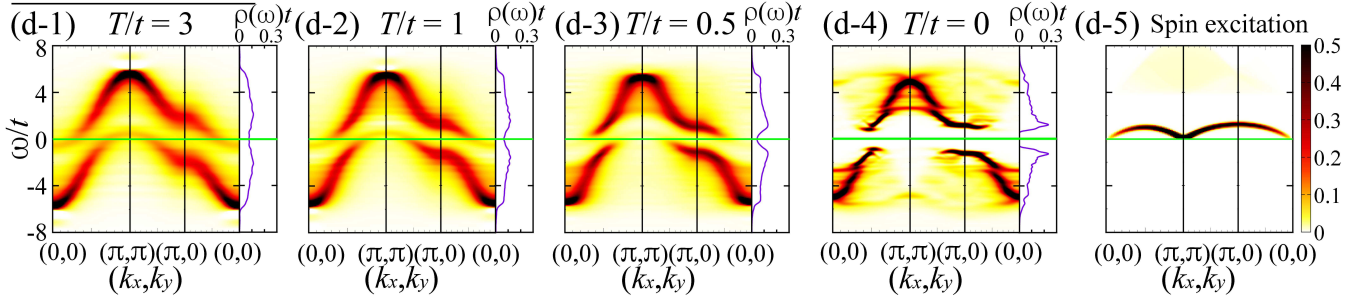 (d-1) T/t = 3 ρ(ω)t
0 0.3
(d-2) T/t = 1 ρ(ω)t
0 0.3
(d-3) T/t = 0.5 ρ(ω)t
0 0.3
(d-4) T/t = 0 ρ(ω)t
0 0.3
(d-5) Spin excitation
8
4
0
-4
-8
ω/t
0.5
0.4
0.3
0.2
0.1
0
(0,0) (π,π) (π,0) (0,0)
(kx,ky)
(0,0) (π,π) (π,0) (0,0)
(kx,ky)
(0,0) (π,π) (π,0) (0,0)
(kx,ky)
(0,0) (π,π) (π,0) (0,0)
(kx,ky)
(0,0) (π,π) (π,0) (0,0)
(kx,ky)